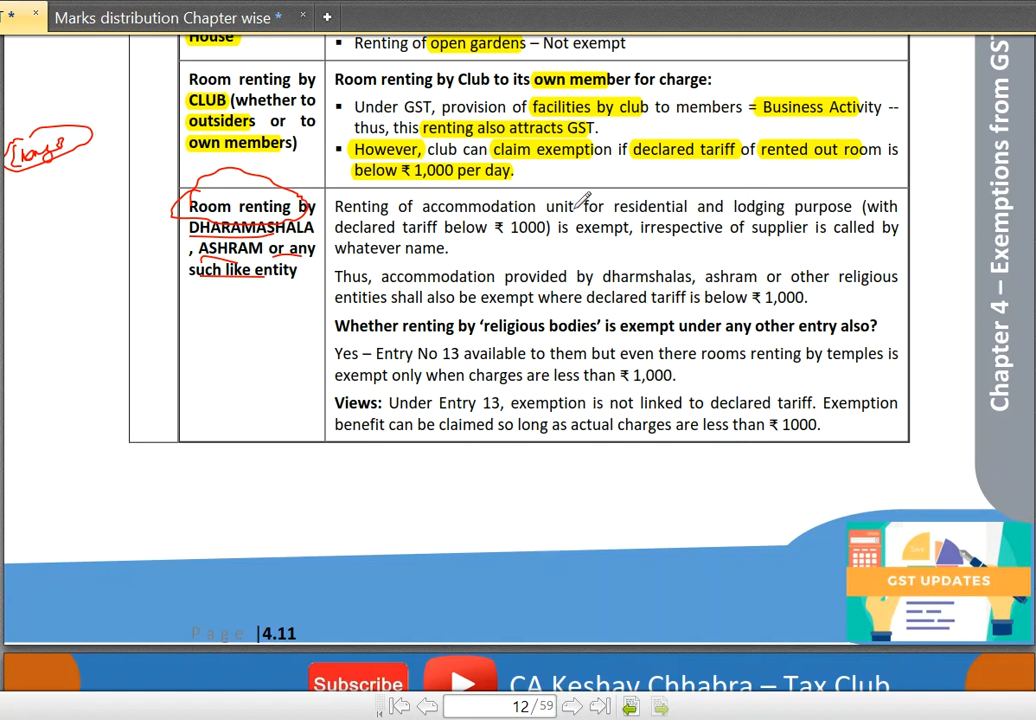 Marks distribution Chapter wise *
House
▪ Renting of open gardens – Not exempt
Room renting by CLUB (whether to outsiders or to own members)
Room renting by Club to its own member for charge:
▪ Under GST, provision of facilities by club to members = Business Activity --
thus, this renting also attracts GST.
▪ However, club can claim exemption if declared tariff of rented out room is
below ₹ 1,000 per day.
Room renting by
DHARAMASHALA
, ASHRAM or any
such like entity
Renting of accommodation unit for residential and lodging purpose (with
declared tariff below ₹ 1000) is exempt, irrespective of supplier is called by
whatever name.
Thus, accommodation provided by dharmshalas, ashram or other religious
entities shall also be exempt where declared tariff is below ₹ 1,000.
Whether renting by ‘religious bodies’ is exempt under any other entry also?
Yes – Entry No 13 available to them but even there rooms renting by temples is
exempt only when charges are less than ₹ 1,000.
Views: Under Entry 13, exemption is not linked to declared tariff. Exemption
benefit can be claimed so long as actual charges are less than ₹ 1000.
Chapter 4 – Exemptions from GST
GST UPDATES
Page |4.11
Subscribe
CA Keshav Chhabra – Tax Club
12 / 59